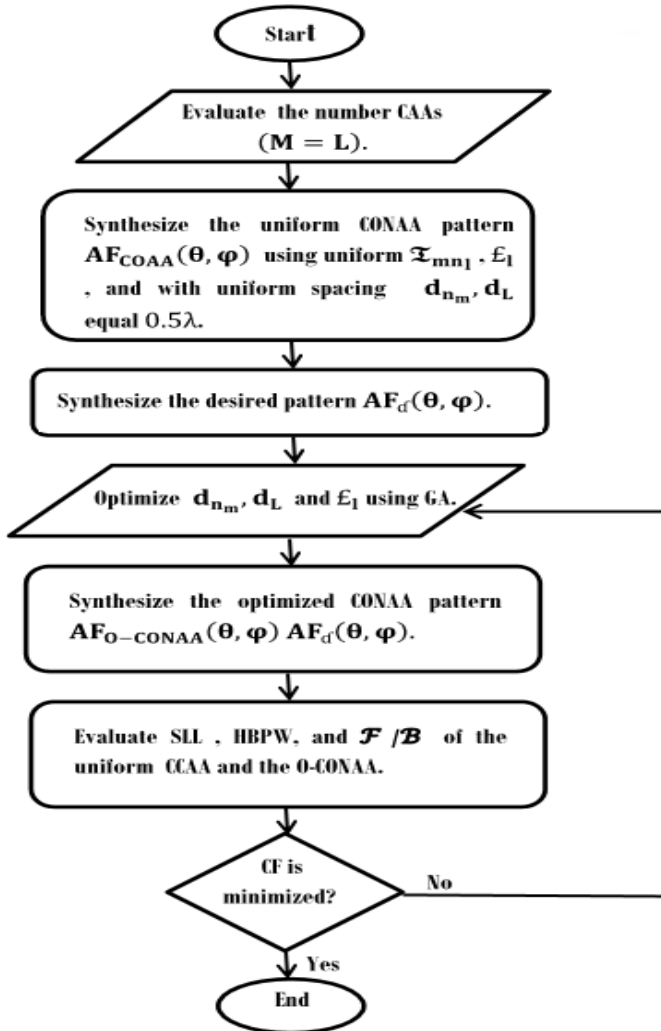 Start
Evaluate the number CAAs
(M = L).
Synthesize the uniform CONAA pattern
AF_COAA(θ, φ) using uniform 𝕴_mn_l , £_l
, and with uniform spacing d_n_m, d_L
equal 0.5λ.
Synthesize the desired pattern AF_d(θ, φ).
Optimize d_n_m, d_L and £_l using GA.
Synthesize the optimized CONAA pattern
AF_O−CONAA(θ, φ) AF_d(θ, φ).
Evaluate SLL , HBPW, and 𝓕 /𝓑 of the
uniform CCAA and the O-CONAA.
CF is
minimized?
No
Yes
End